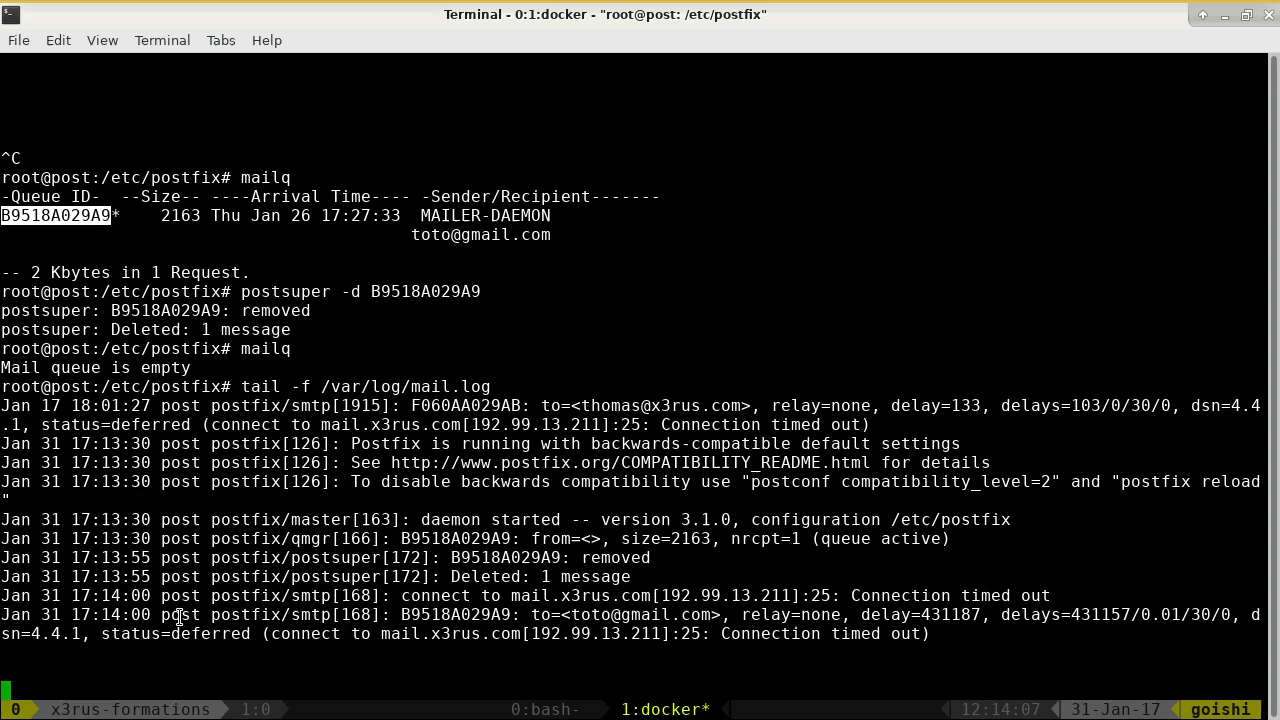 Terminal - 0:1:docker - "root@post: /etc/postfix"
File Edit View Terminal Tabs Help
^C
root@post:/etc/postfix# mailq
-Queue ID-  --Size-- ----Arrival Time---- -Sender/Recipient-------
B9518A029A9*    2163 Thu Jan 26 17:27:33  MAILER-DAEMON
                                         toto@gmail.com
-- 2 Kbytes in 1 Request.
root@post:/etc/postfix# postsuper -d B9518A029A9
postsuper: B9518A029A9: removed
postsuper: Deleted: 1 message
root@post:/etc/postfix# mailq
Mail queue is empty
root@post:/etc/postfix# tail -f /var/log/mail.log
Jan 17 18:01:27 post postfix/smtp[1915]: F060AA029AB: to=<thomas@x3rus.com>, relay=none, delay=133, delays=103/0/30/0, dsn=4.4
.1, status=deferred (connect to mail.x3rus.com[192.99.13.211]:25: Connection timed out)
Jan 31 17:13:30 post postfix[126]: Postfix is running with backwards-compatible default settings
Jan 31 17:13:30 post postfix[126]: See http://www.postfix.org/COMPATIBILITY_README.html for details
Jan 31 17:13:30 post postfix[126]: To disable backwards compatibility use "postconf compatibility_level=2" and "postfix reload
"
Jan 31 17:13:30 post postfix/master[163]: daemon started -- version 3.1.0, configuration /etc/postfix
Jan 31 17:13:30 post postfix/qmgr[166]: B9518A029A9: from=<>, size=2163, nrcpt=1 (queue active)
Jan 31 17:13:55 post postfix/postsuper[172]: B9518A029A9: removed
Jan 31 17:13:55 post postfix/postsuper[172]: Deleted: 1 message
Jan 31 17:14:00 post postfix/smtp[168]: connect to mail.x3rus.com[192.99.13.211]:25: Connection timed out
Jan 31 17:14:00 post postfix/smtp[168]: B9518A029A9: to=<toto@gmail.com>, relay=none, delay=431187, delays=431157/0.01/30/0, d
sn=4.4.1, status=deferred (connect to mail.x3rus.com[192.99.13.211]:25: Connection timed out)
0 x3rus-formations 1:0 0:bash- 1:docker* 12:14:07 31-Jan-17 goishi